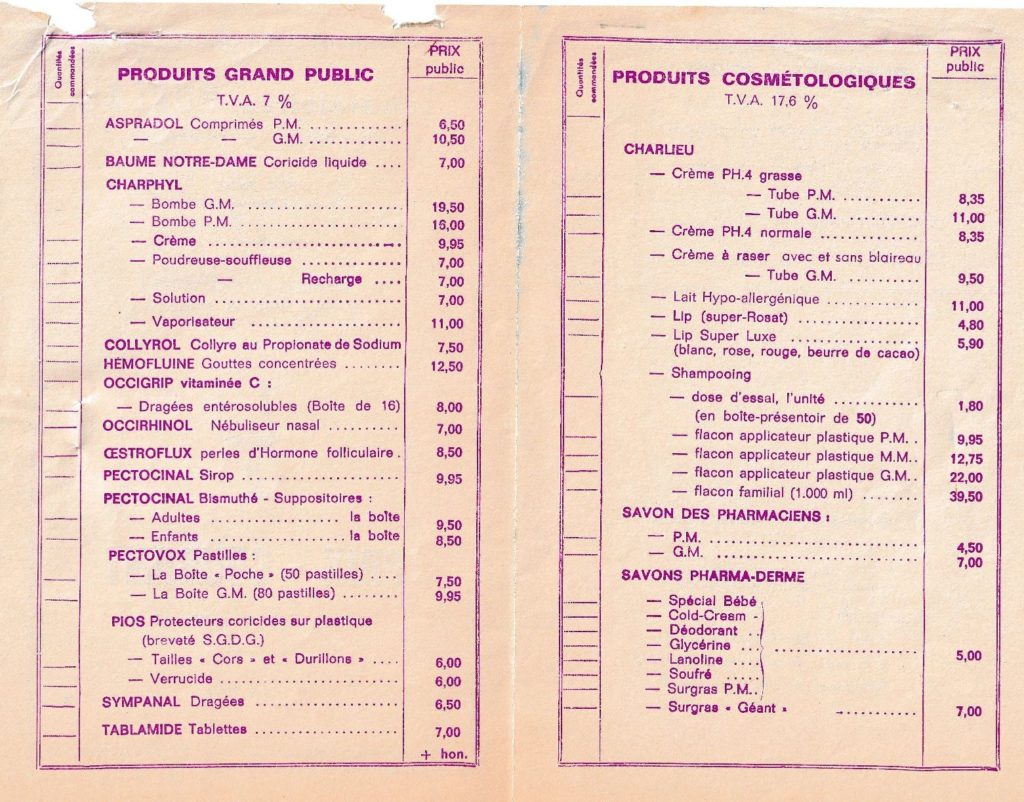 Quantités
commandées
PRIX
public
PRODUITS GRAND PUBLIC
T.V.A. 7 %
ASPRADOL Comprimés P.M. .............. 6,50
— — G.M. .............. 10,50
BAUME NOTRE-DAME Coricide liquide .... 7,00
CHARPHYL
— Bombe G.M. ....................... 19,50
— Bombe P.M. ....................... 16,00
— Crème ............................ 9,95
— Poudreuse-souffleuse ............... 7,00
— Recharge .... 7,00
— Solution ........................... 7,00
— Vaporisateur ...................... 11,00
COLLYROL Collyre au Propionate de Sodium 7,50
HÉMOFLUINE Gouttes concentrées ........ 12,50
OCCIGRIP vitaminée C :
— Dragées entérosolubles (Boîte de 16) 8,00
OCCIRHINOL Nébuliseur nasal ........... 7,00
ŒSTROFLUX perles d'Hormone folliculaire . 8,50
PECTOCINAL Sirop ...................... 9,95
PECTOCINAL Bismuthé - Suppositoires :
— Adultes .................... la boîte 9,50
— Enfants .................... la boîte 8,50
PECTOVOX Pastilles :
— La Boîte « Poche » (50 pastilles) .... 7,50
— La Boîte G.M. (80 pastilles) ........ 9,95
PIOS Protecteurs coricides sur plastique
(breveté S.G.D.G.)
— Tailles « Cors » et « Durillons » .... 6,00
— Verrucide ......................... 6,00
SYMPANAL Dragées ..................... 6,50
TABLAMIDE Tablettes ................... 7,00
+ hon.
Quantités
commandées
PRIX
public
PRODUITS COSMÉTOLOGIQUES
T.V.A. 17,6 %
CHARLIEU
— Crème PH.4 grasse
— Tube P.M. ........... 8,35
— Tube G.M. .......... 11,00
— Crème PH.4 normale .............. 8,35
— Crème à raser avec et sans blaireau
— Tube G.M. .......... 9,50
— Lait Hypo-allergénique ............. 11,00
— Lip (super-Rosat) .................. 4,80
— Lip Super Luxe ................... 5,90
(blanc, rose, rouge, beurre de cacao)
— Shampooing
— dose d'essai, l'unité ............ 1,80
(en boîte-présentoir de 50)
— flacon applicateur plastique P.M. . 9,95
— flacon applicateur plastique M.M. . 12,75
— flacon applicateur plastique G.M. . 22,00
— flacon familial (1.000 ml) ........ 39,50
SAVON DES PHARMACIENS :
— P.M. .............................. 4,50
— G.M. .............................. 7,00
SAVONS PHARMA-DERME
— Spécial Bébé
— Cold-Cream
— Déodorant ..
— Glycérine ..
— Lanoline .... 5,00
— Soufré .....
— Surgras P.M..
— Surgras « Géant » ........... 7,00